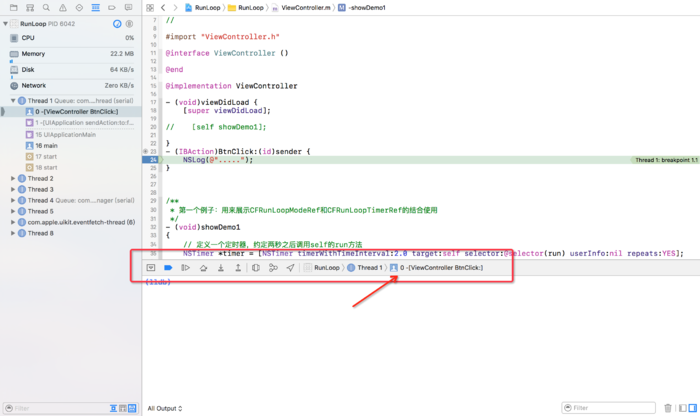 RunLoop PID 6042
CPU 0%
Memory 22.2 MB
Disk 64 KB/s
Network Zero KB/s
Thread 1 Queue: com....hread (serial)
0 -[ViewController BtnClick:]
1 -[UIApplication sendAction:to:f...
15 UIApplicationMain
16 main
17 start
18 start
Thread 2
Thread 3
Thread 4 Queue: com....nager (serial)
Thread 5
com.apple.uikit.eventfetch-thread (6)
Thread 8
Filter
RunLoop
RunLoop
ViewController.m
M -showDemo1
7 //
8
9 #import "ViewController.h"
10
11 @interface ViewController ()
12
13 @end
14
15 @implementation ViewController
16
17 - (void)viewDidLoad {
18 [super viewDidLoad];
19
20 // [self showDemo1];
21
22 }
23 - (IBAction)BtnClick:(id)sender {
24 NSLog(@".....");
Thread 1: breakpoint 1.1
25 }
26
27
28
29 /**
30 * 第一个例子：用来展示CFRunLoopModeRef和CFRunLoopTimerRef的结合使用
31 */
32 - (void)showDemo1
33 {
34 // 定义一个定时器，约定两秒之后调用self的run方法
35 NSTimer *timer = [NSTimer timerWithTimeInterval:2.0 target:self selector:@selector(run) userInfo:nil repeats:YES];
RunLoop
Thread 1
0 -[ViewController BtnClick:]
(lldb)
All Output
Filter